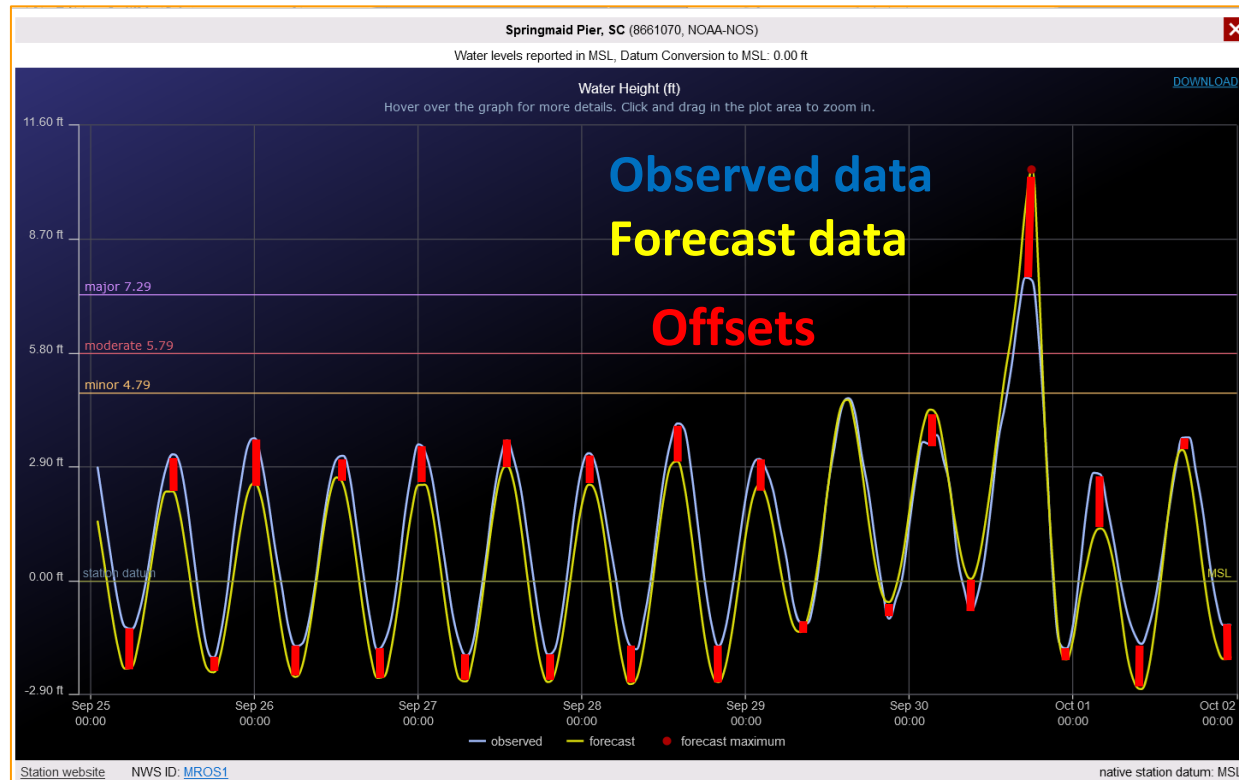 Springmaid Pier, SC (8661070, NOAA-NOS)
X
Water levels reported in MSL, Datum Conversion to MSL: 0.00 ft
Water Height (ft)
DOWNLOAD
Hover over the graph for more details. Click and drag in the plot area to zoom in.
11.60 ft
Observed data
Forecast data
8.70 ft
major 7.29
Offsets
5.80 ft
moderate 5.79
minor 4.79
2.90 ft
0.00 ft
station datum
MSL
-2.90 ft
Sep 25 00:00
Sep 26 00:00
Sep 27 00:00
Sep 28 00:00
Sep 29 00:00
Sep 30 00:00
Oct 01 00:00
Oct 02 00:00
observed forecast forecast maximum
Station website NWS ID: MROS1 native station datum: MSL